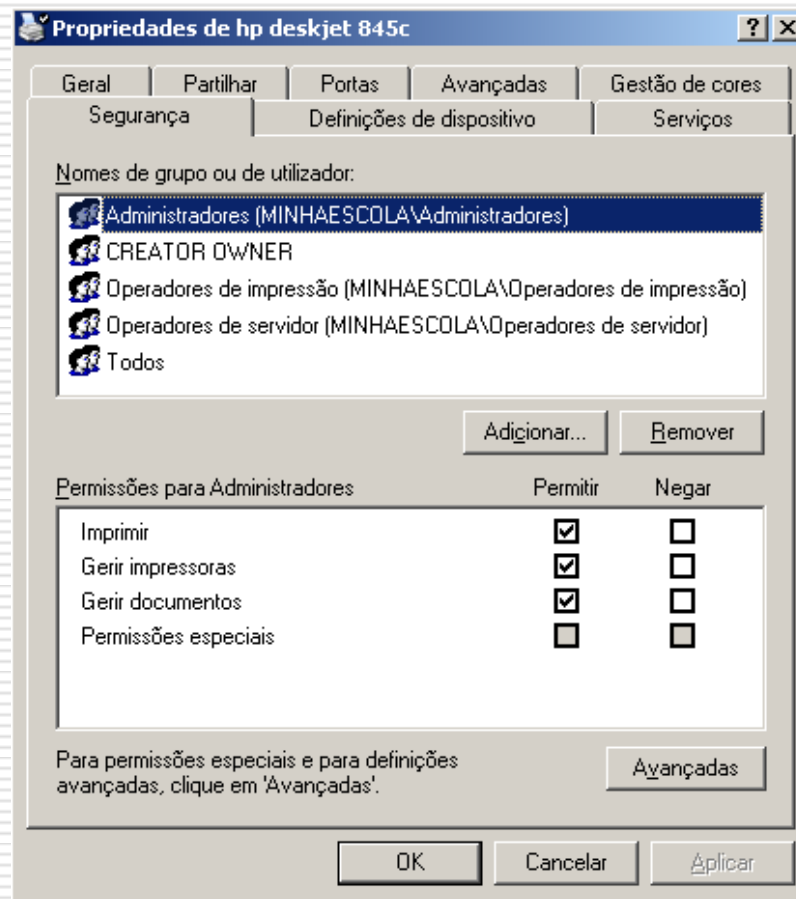 Propriedades de hp deskjet 845c
Geral Partilhar Portas Avançadas Gestão de cores
Segurança Definições de dispositivo Serviços
Nomes de grupo ou de utilizador:
Administradores (MINHAESCOLA\Administradores)
CREATOR OWNER
Operadores de impressão (MINHAESCOLA\Operadores de impressão)
Operadores de servidor (MINHAESCOLA\Operadores de servidor)
Todos
Adicionar... Remover
Permissões para Administradores Permitir Negar
Imprimir
Gerir impressoras
Gerir documentos
Permissões especiais
Para permissões especiais e para definições
avançadas, clique em 'Avançadas'.
Avançadas
OK Cancelar Aplicar